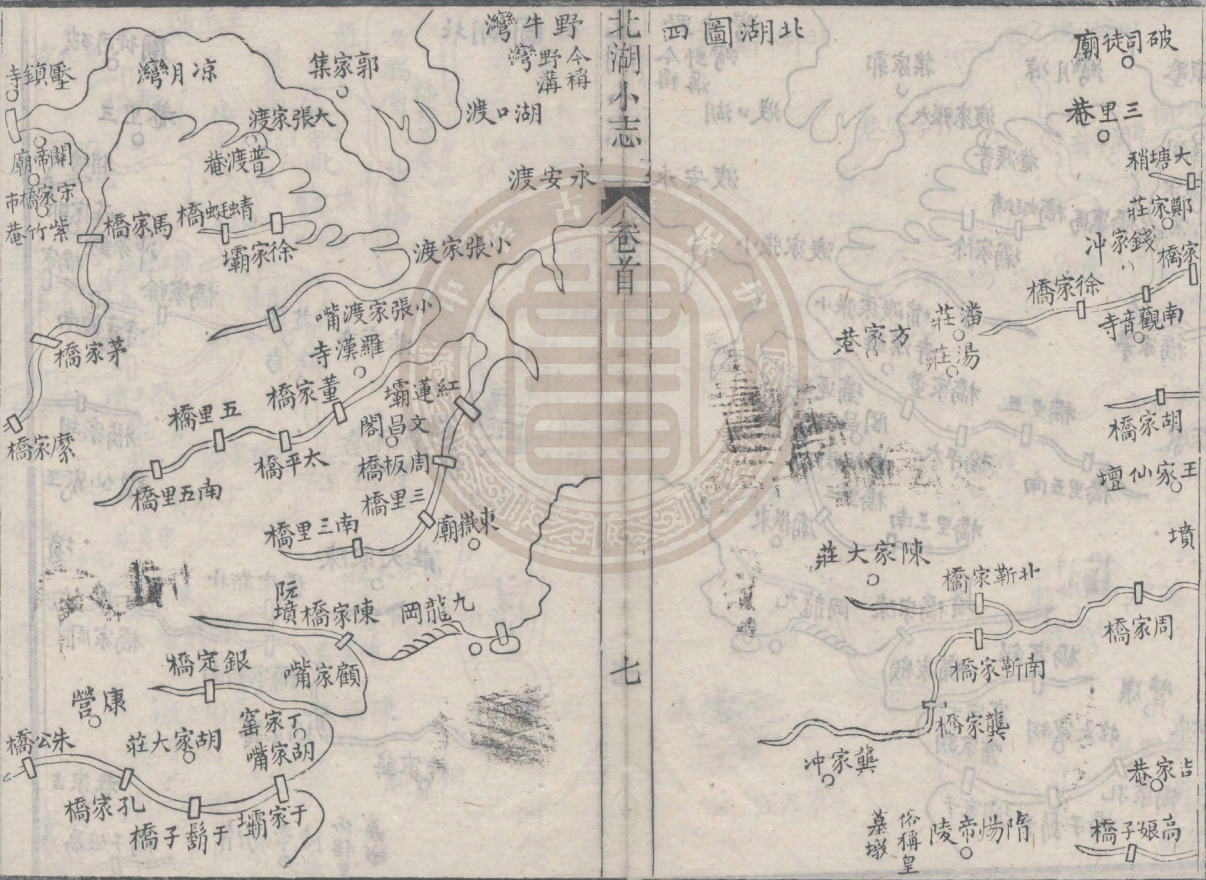 北湖圖四
破司徒廟
三里菴
大塘稍
鄭家莊
錢家冲
家橋
徐家橋
南觀音寺
潘莊
湯莊
方家巷
胡家橋
王家仙壇
墳
陳家大莊
北靳家橋
周家橋
南靳家橋
龔家橋
龔家冲
吉家巷
隋煬帝陵
俗稱皇墓墩
高娘子橋
北湖小志
卷首
七
野牛灣
今稱野溝灣
湖口渡
永安渡
郭家集
涼月灣
大張家渡
普渡菴
壓鎮寺
關帝廟
宋家橋市
紫竹菴
馬家橋
蜻蜓橋
徐家壩
小張家渡
小張家渡嘴
羅漢寺
茅家橋
縻家橋
董家橋
紅蓮壩
文昌閣
五里橋
太平橋
周板橋
南五里橋
三里橋
南三里橋
東嶽廟
阮墳
陳家橋
九龍岡
銀定橋
顧家嘴
康營
丁家窑
胡家嘴
胡家大莊
朱公橋
孔家橋
于鬍子橋
于家壩